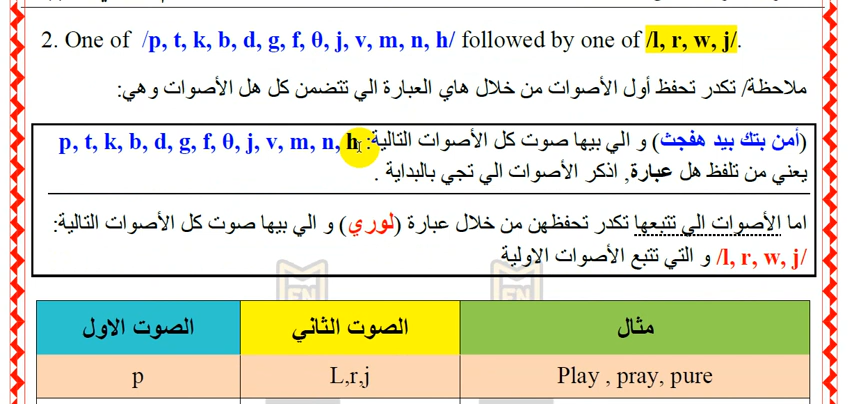 2. One of /p, t, k, b, d, g, f, θ, j, v, m, n, h/ followed by one of /l, r, w, j/.
ملاحظة/ تكدر تحفظ أول الأصوات من خلال هاي العبارة الي تتضمن كل هل الأصوات وهي:
(أمن بتك بيد هفجث) و الي بيها صوت كل الأصوات التالية: p, t, k, b, d, g, f, θ, j, v, m, n, h
يعني من تلفظ هل عبارة, اذكر الأصوات الي تجي بالبداية .
اما الأصوات الي تتبعها تكدر تحفظهن من خلال عبارة (لوري) و الي بيها صوت كل الأصوات التالية:
/l, r, w, j/ و التي تتبع الأصوات الاولية
الصوت الاول الصوت الثاني مثال
p L,r,j Play , pray, pure